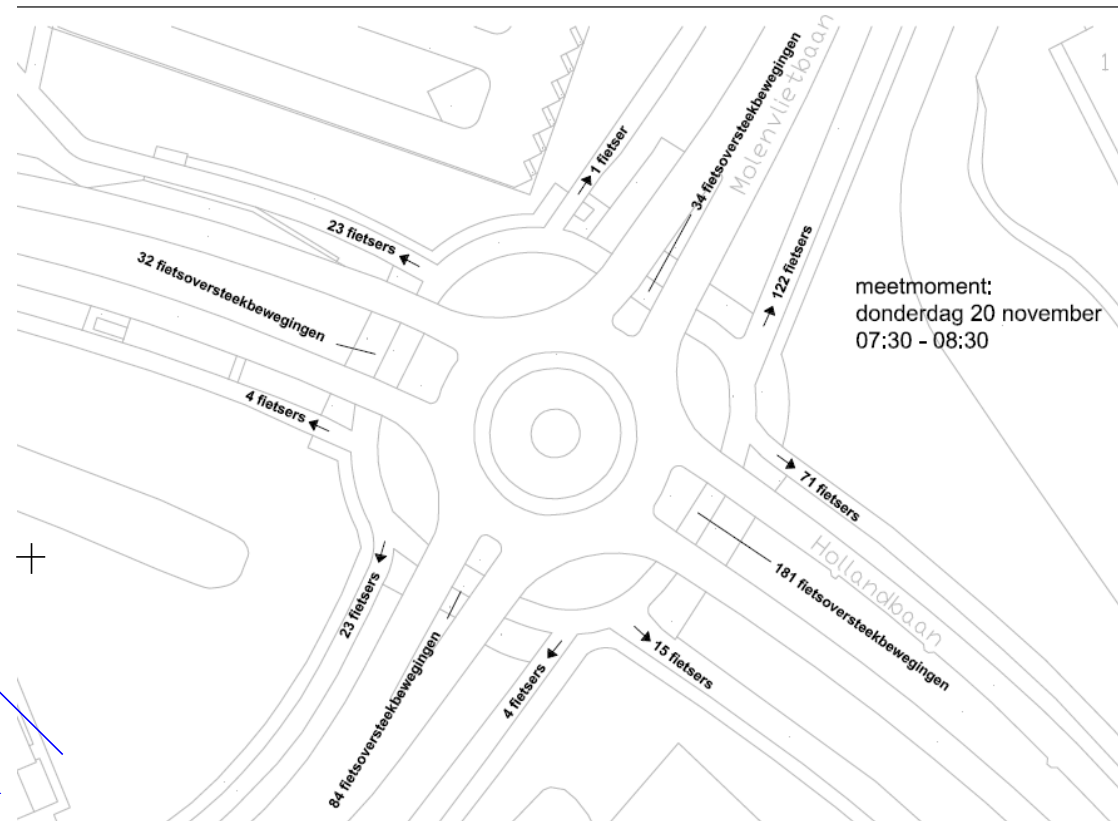 1 fietser
34 fietsoversteekbewegingen
Molenvlietbaan
1
23 fietsers
122 fietsers
32 fietsoversteekbewegingen
meetmoment:
donderdag 20 november
07:30 - 08:30
4 fietsers
71 fietsers
Hollandbaan
181 fietsoversteekbewegingen
23 fietsers
15 fietsers
4 fietsers
84 fietsoversteekbewegingen